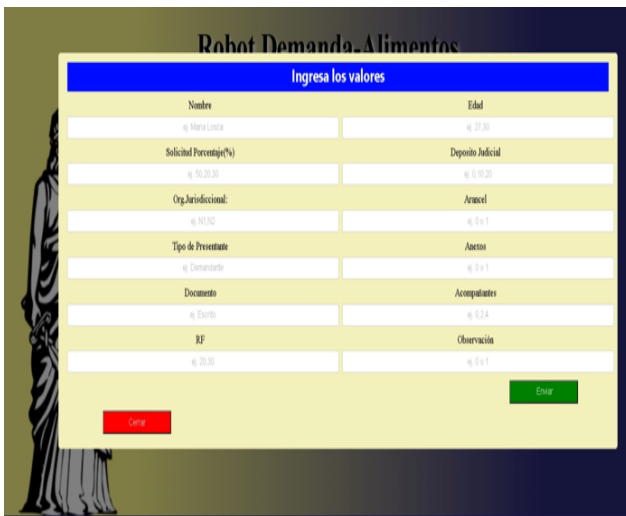 Robot Demanda-Alimentos
Ingresa los valores
Nombre Edad
ej. Maria Loscia ej. 27,30
Solicitud Porcentaje(%) Deposito Judicial
ej. 50,20,30 ej. 0,10,20
Org.Jurisdiccional: Arancel
ej. N1,N2 ej. 0 o 1
Tipo de Presentante Anexos
ej. Demandante ej. 0 o 1
Documento Acompañantes
ej. Escrito ej. 0,2,4
RF Observación
ej. 20,30 ej. 0 o 1
Enviar
Cerrar